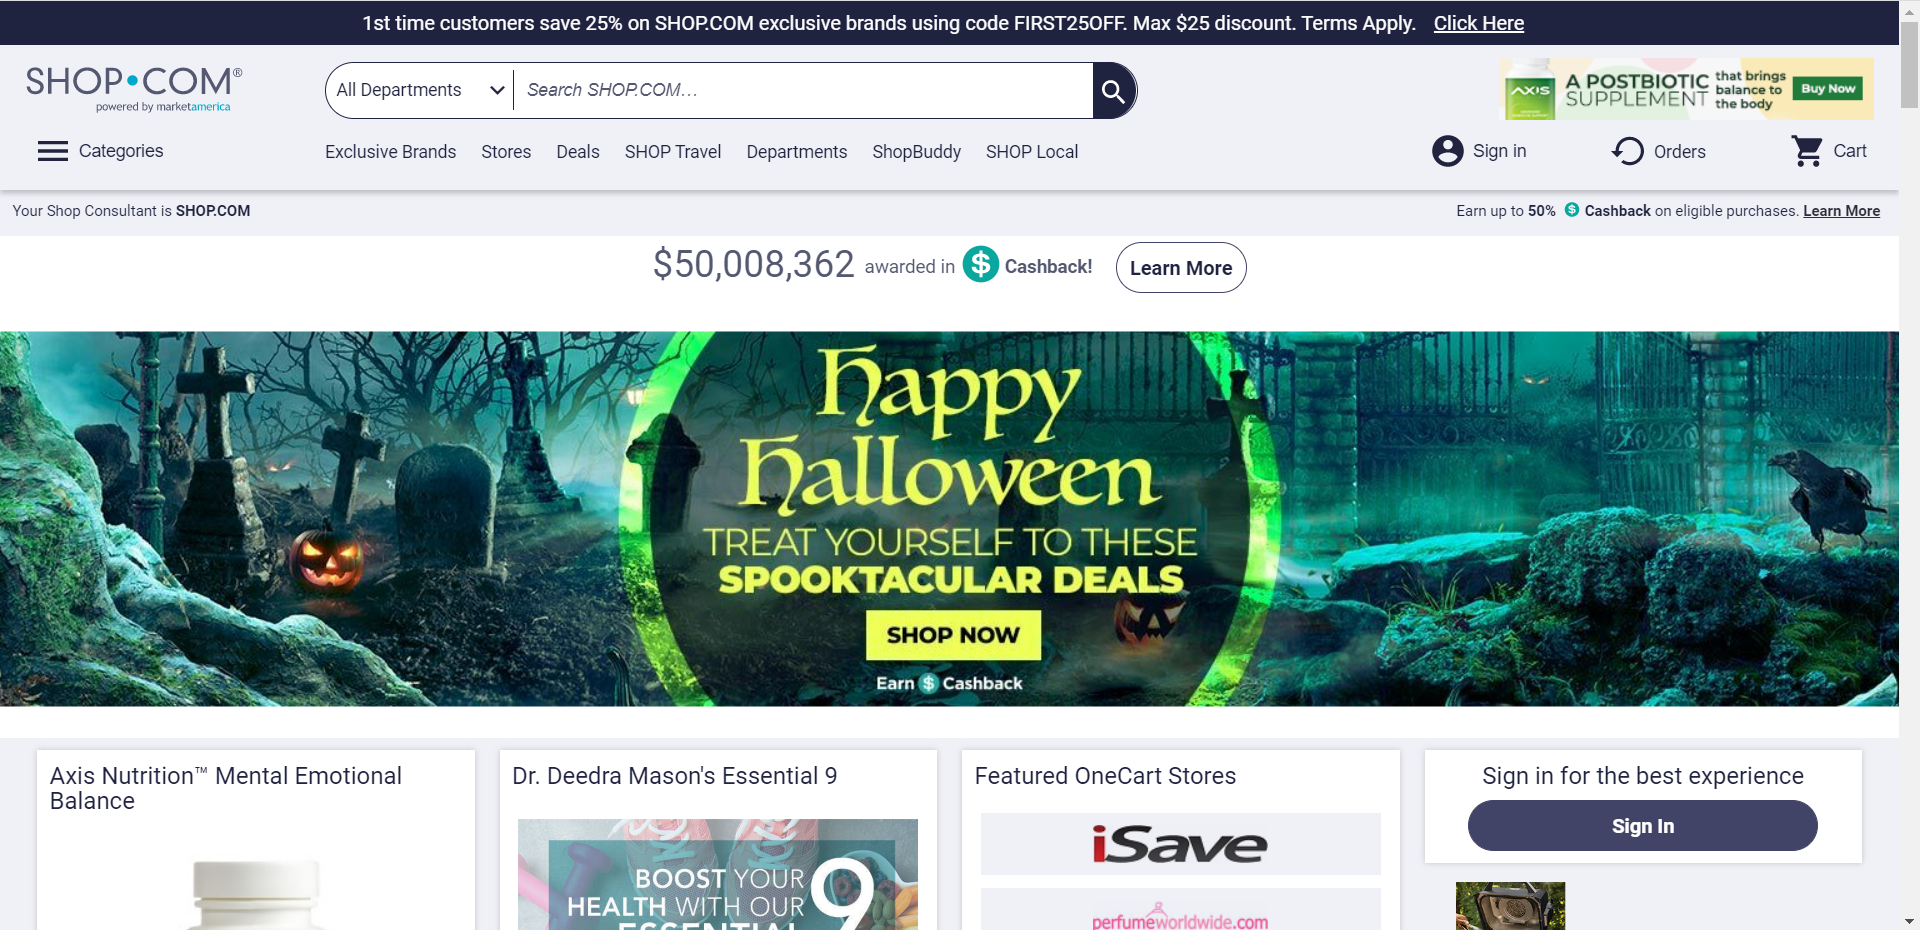 1st time customers save 25% on SHOP.COM exclusive brands using code FIRST25OFF. Max $25 discount. Terms Apply. Click Here
SHOP•COM®
powered by marketamerica
All Departments
Search SHOP.COM...
AXIS
A POSTBIOTIC
SUPPLEMENT
that brings
balance to
the body
Buy Now
Categories
Exclusive Brands Stores Deals SHOP Travel Departments ShopBuddy SHOP Local
Sign in Orders Cart
Your Shop Consultant is SHOP.COM
Earn up to 50% $ Cashback on eligible purchases. Learn More
$50,008,362 awarded in $ Cashback! Learn More
Happy
Halloween
TREAT YOURSELF TO THESE
SPOOKTACULAR DEALS
SHOP NOW
Earn $ Cashback
Axis Nutrition™ Mental Emotional
Balance
Dr. Deedra Mason's Essential 9
BOOST YOUR
HEALTH WITH OUR
ESSENTIAL
9
Featured OneCart Stores
iSave
perfumeworldwide.com
Sign in for the best experience
Sign In